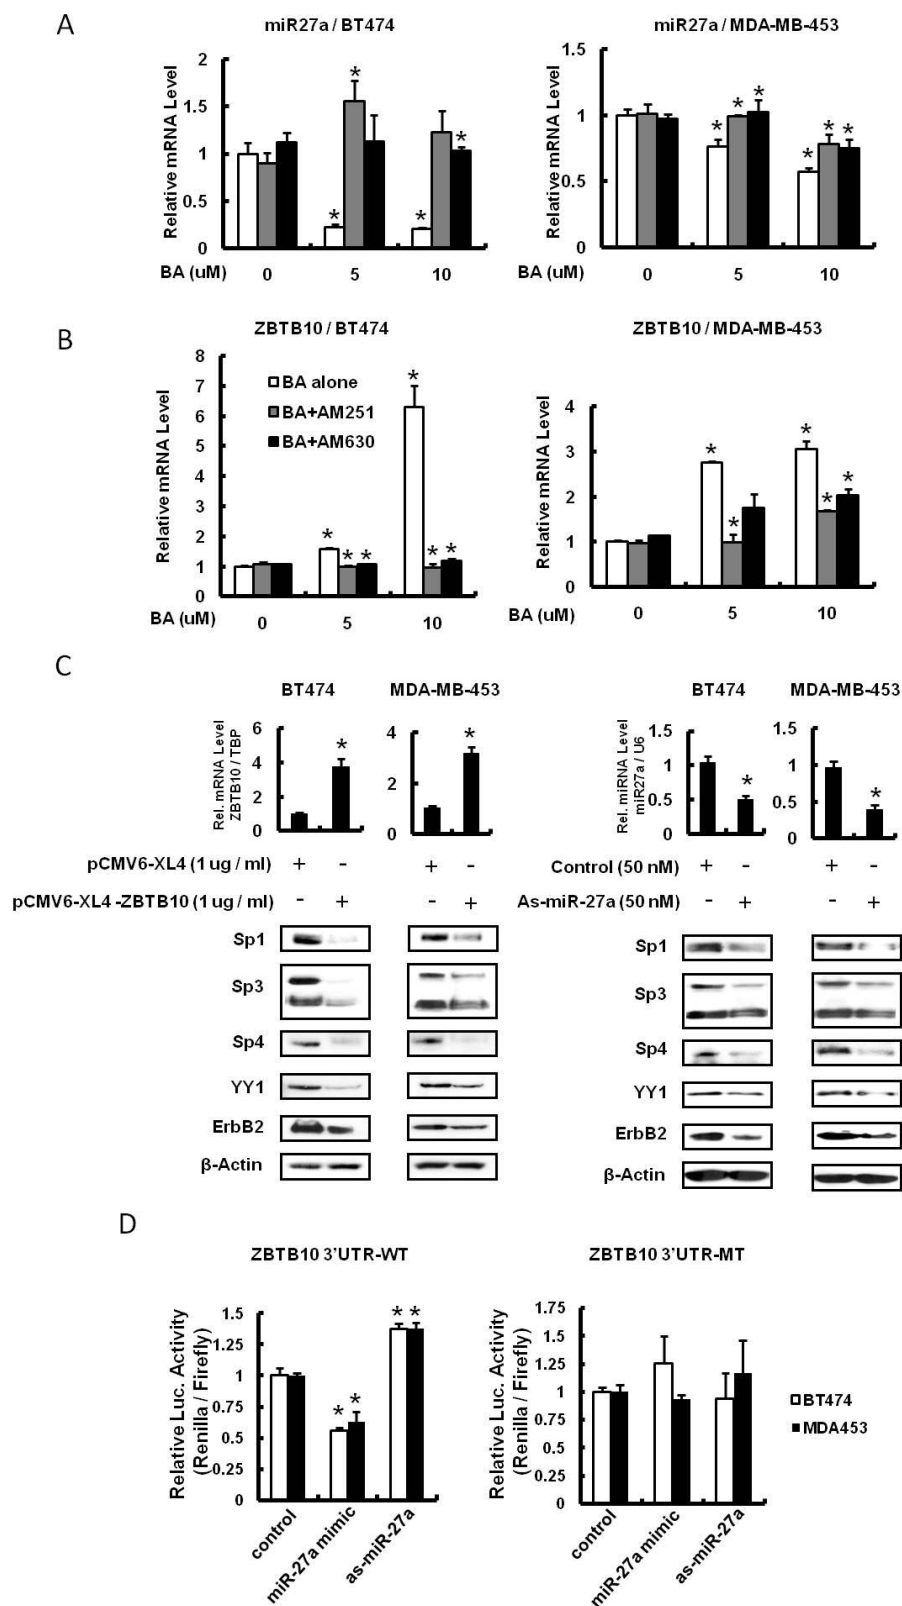 A
miR27a / BT474
miR27a / MDA-MB-453
Relative mRNA Level
2
1.5
1
0.5
0
BA (uM) 0 5 10
* * * *
Relative mRNA Level
1.5
1
0.5
0
BA (uM) 0 5 10
* * * * * *
B
ZBTB10 / BT474
ZBTB10 / MDA-MB-453
Relative mRNA Level
8
7
6
5
4
3
2
1
0
BA alone
BA+AM251
BA+AM630
BA (uM) 0 5 10
* * * * * *
Relative mRNA Level
4
3
2
1
0
BA (uM) 0 5 10
* * * * *
C
BT474
MDA-MB-453
Rel. mRNA Level
ZBTB10 / TBP
6
4
2
0
*
4
2
0
*
pCMV6-XL4 (1 ug / ml) + - + -
pCMV6-XL4 -ZBTB10 (1 ug / ml) - + - +
Sp1
Sp3
Sp4
YY1
ErbB2
β-Actin
BT474
MDA-MB-453
Rel. miRNA Level
miR27a / U6
1.5
1
0.5
0
*
1.5
1
0.5
0
*
Control (50 nM) + - + -
As-miR-27a (50 nM) - + - +
Sp1
Sp3
Sp4
YY1
ErbB2
β-Actin
D
ZBTB10 3'UTR-WT
ZBTB10 3'UTR-MT
Relative Luc. Activity
(Renilla / Firefly)
1.5
1.25
1
0.75
0.5
0.25
0
* * * *
control
miR-27a mimic
as-miR-27a
Relative Luc. Activity
(Renilla / Firefly)
1.75
1.5
1.25
1
0.75
0.5
0.25
0
control
miR-27a mimic
as-miR-27a
BT474
MDA453